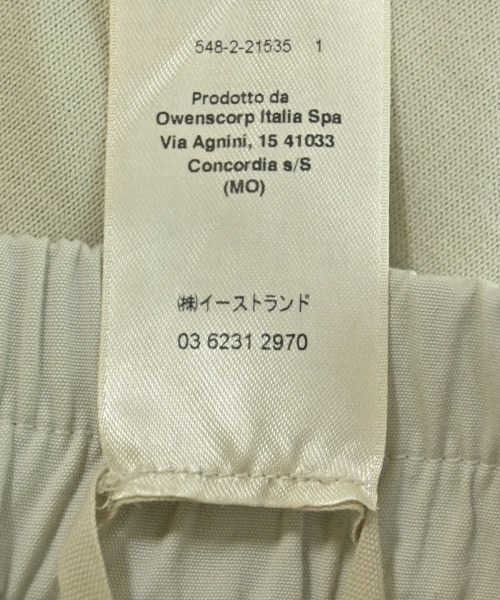 548-2-21535 1
Prodotto da
Owenscorp Italia Spa
Via Agnini, 15 41033
Concordia s/S
(MO)
㈱イーストランド
03 6231 2970